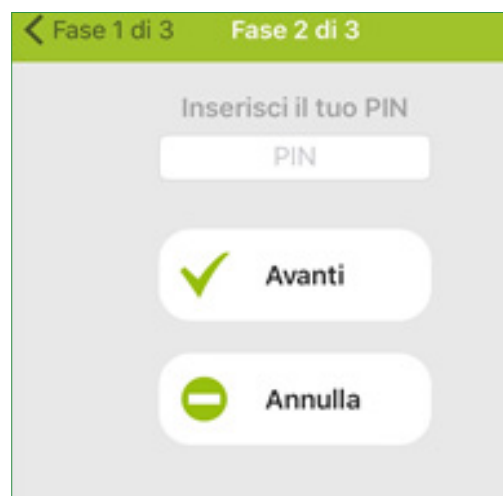 Fase 1 di 3 Fase 2 di 3
Inserisci il tuo PIN
PIN
Avanti
Annulla